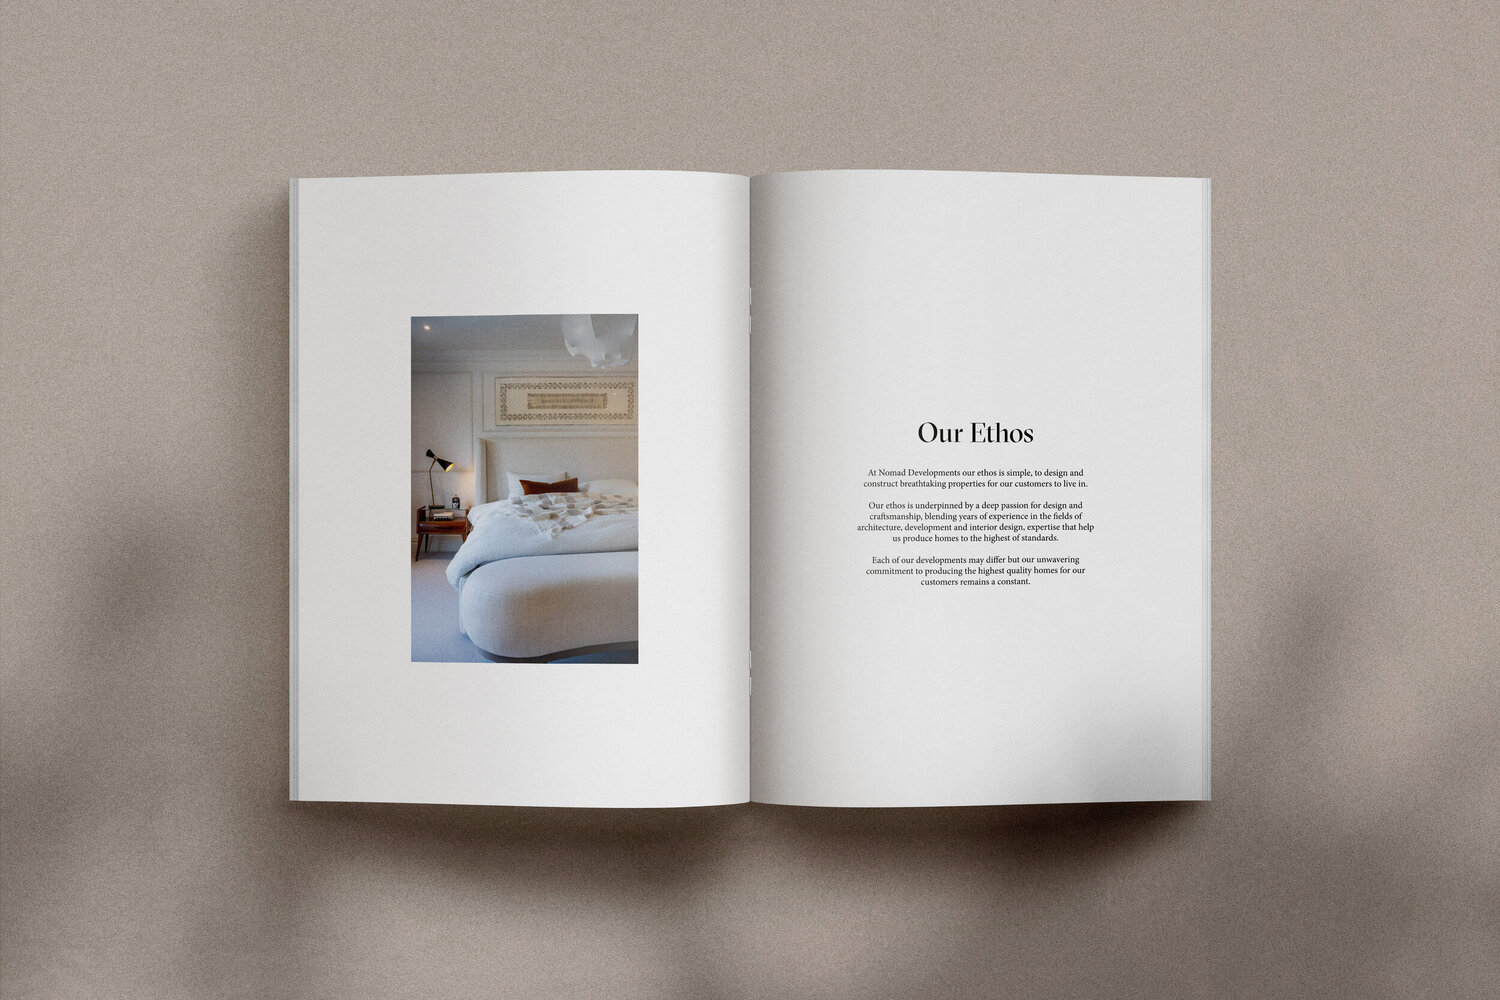 Our Ethos
At Nomad Developments our ethos is simple, to design and
construct breathtaking properties for our customers to live in.
Our ethos is underpinned by a deep passion for design and
craftsmanship, blending years of experience in the fields of
architecture, development and interior design, expertise that help
us produce homes to the highest of standards.
Each of our developments may differ but our unwavering
commitment to producing the highest quality homes for our
customers remains a constant.